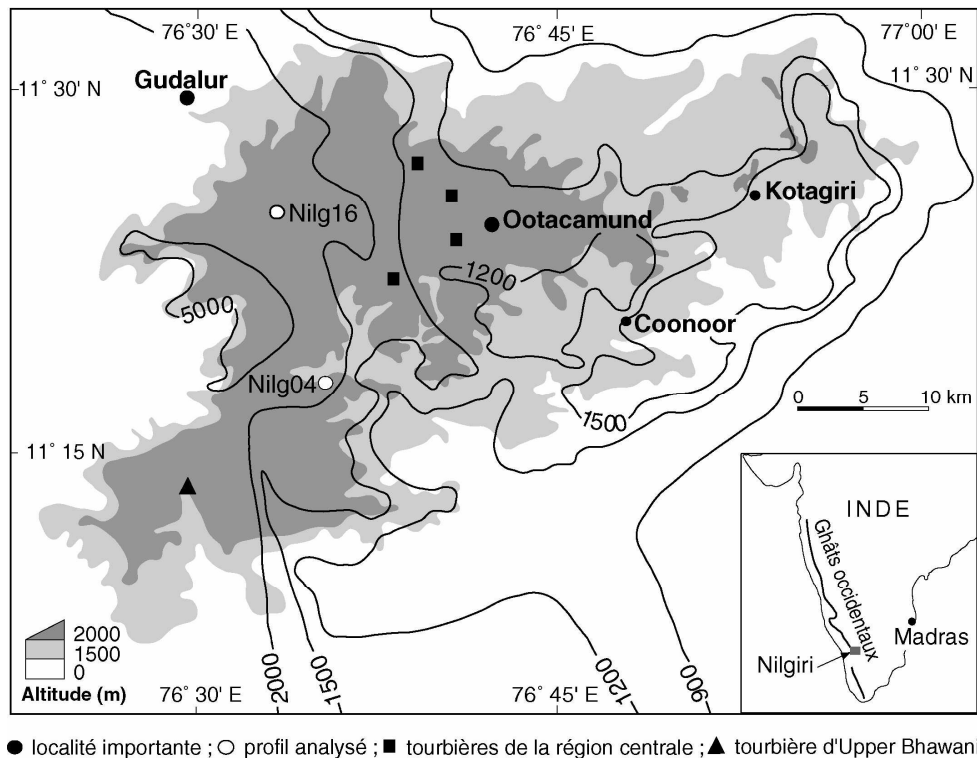 76° 30' E
76° 45' E
77° 00' E
11° 30' N
11° 30' N
Gudalur
Nilg16
Ootacamund
Kotagiri
1200
5000
Coonoor
Nilg04
0 5 10 km
1500
11° 15' N
INDE
Ghâts occidentaux
Madras
Nilgiri
2000
1500
0
Altitude (m)
76° 30' E
2000
1500
76° 45' E
1200
900
localité importante ; profil analysé ; tourbières de la région centrale ; tourbière d'Upper Bhawani